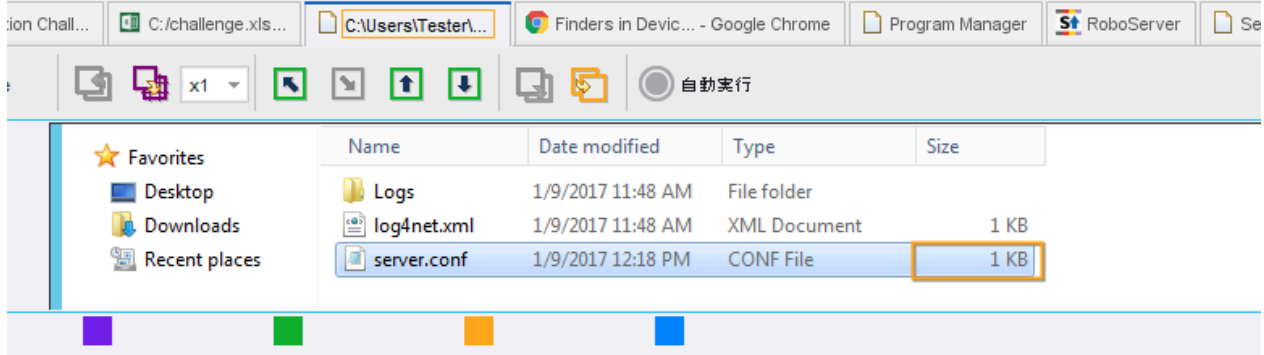 tion Chall... C:/challenge.xls... C:\Users\Tester\... Finders in Devic... - Google Chrome Program Manager St RoboServer Se
x1 自動実行
Name Date modified Type Size
Favorites
Desktop Logs 1/9/2017 11:48 AM File folder
Downloads log4net.xml 1/9/2017 11:48 AM XML Document 1 KB
Recent places server.conf 1/9/2017 12:18 PM CONF File 1 KB